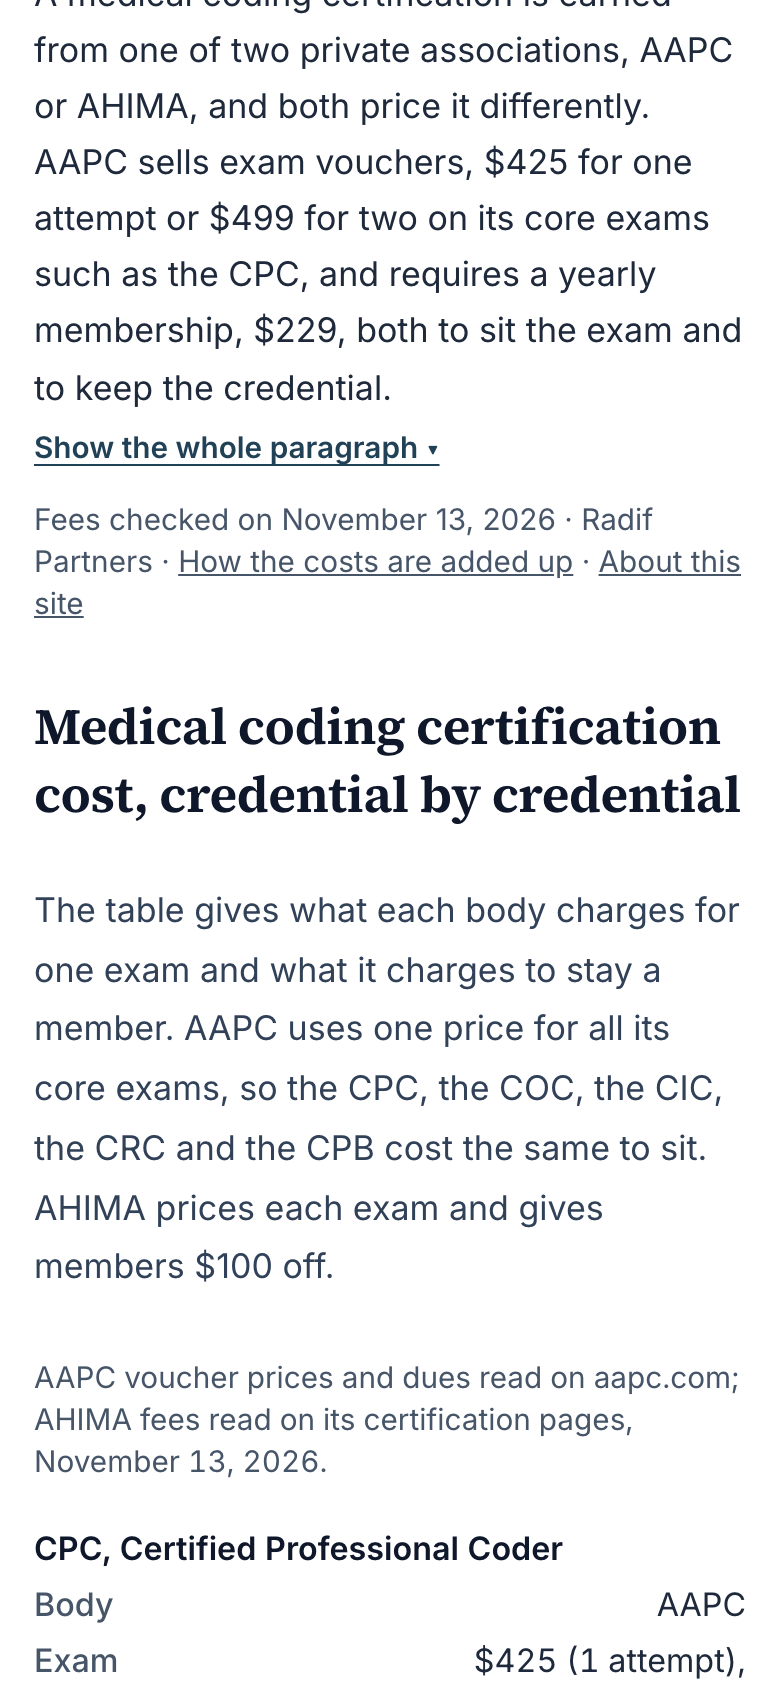 A medical coding certification is earned
from one of two private associations, AAPC
or AHIMA, and both price it differently.
AAPC sells exam vouchers, $425 for one
attempt or $499 for two on its core exams
such as the CPC, and requires a yearly
membership, $229, both to sit the exam and
to keep the credential.
Show the whole paragraph ▾
Fees checked on November 13, 2026 · Radif
Partners · How the costs are added up · About this
site
Medical coding certification
cost, credential by credential
The table gives what each body charges for
one exam and what it charges to stay a
member. AAPC uses one price for all its
core exams, so the CPC, the COC, the CIC,
the CRC and the CPB cost the same to sit.
AHIMA prices each exam and gives
members $100 off.
AAPC voucher prices and dues read on aapc.com;
AHIMA fees read on its certification pages,
November 13, 2026.
CPC, Certified Professional Coder
Body AAPC
Exam $425 (1 attempt),